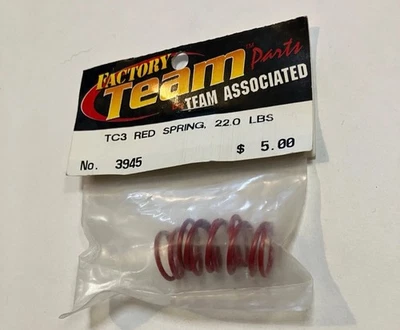 FACTORY
Team Parts
TEAM ASSOCIATED
TC3 RED SPRING, 22.0 LBS
No. 3945 $ 5.00